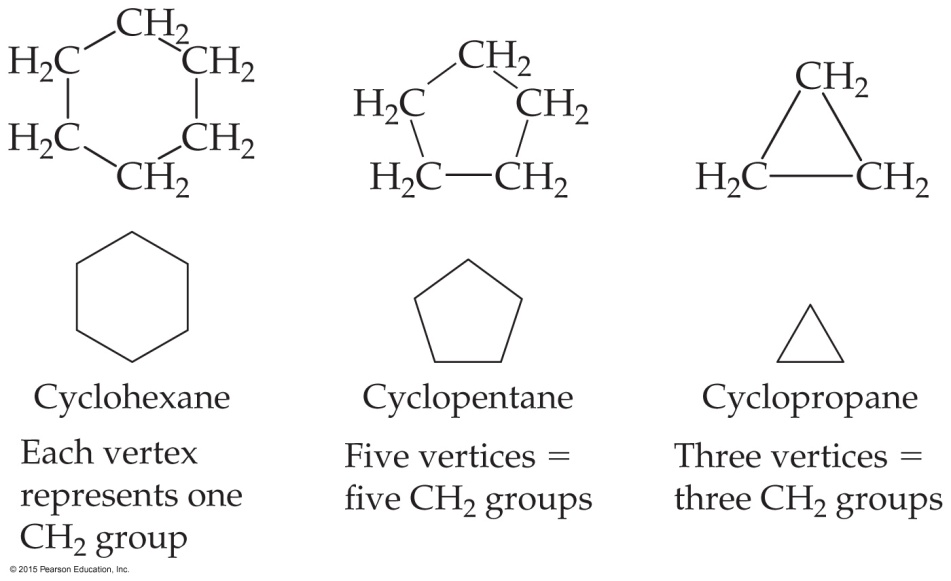 CH₂
H₂C CH₂
H₂C CH₂
CH₂
CH₂
H₂C CH₂
H₂C CH₂
CH₂
H₂C CH₂
Cyclohexane
Each vertex
represents one
CH₂ group
Cyclopentane
Five vertices =
five CH₂ groups
Cyclopropane
Three vertices =
three CH₂ groups
© 2015 Pearson Education, Inc.